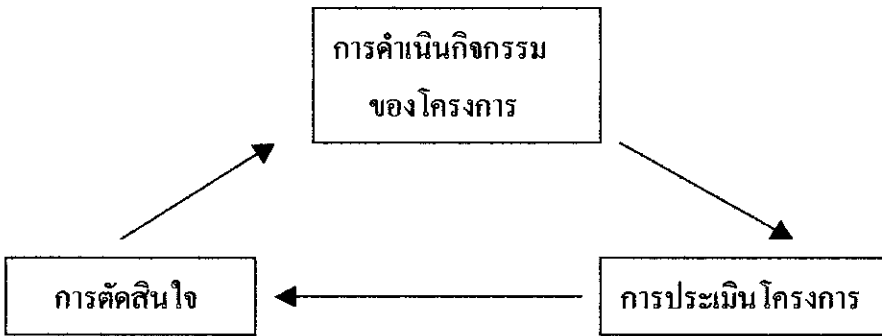 การดำเนินกิจกรรม
ของโครงการ
การตัดสินใจ
การประเมินโครงการ